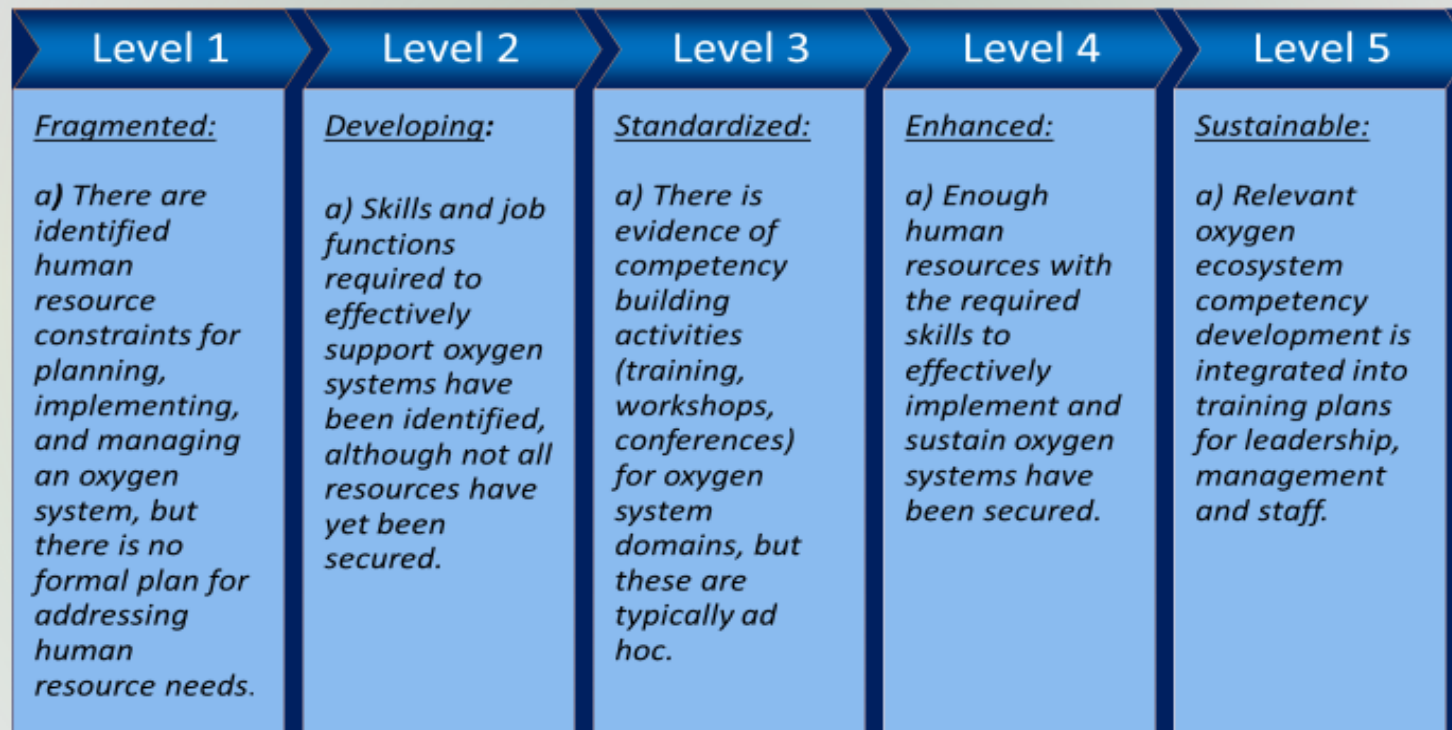 Level 1
Fragmented:
a) There are
identified
human
resource
constraints for
planning,
implementing,
and managing
an oxygen
system, but
there is no
formal plan for
addressing
human
resource needs.
Level 2
Developing:
a) Skills and job
functions
required to
effectively
support oxygen
systems have
been identified,
although not all
resources have
yet been
secured.
Level 3
Standardized:
a) There is
evidence of
competency
building
activities
(training,
workshops,
conferences)
for oxygen
system
domains, but
these are
typically ad
hoc.
Level 4
Enhanced:
a) Enough
human
resources with
the required
skills to
effectively
implement and
sustain oxygen
systems have
been secured.
Level 5
Sustainable:
a) Relevant
oxygen
ecosystem
competency
development is
integrated into
training plans
for leadership,
management
and staff.